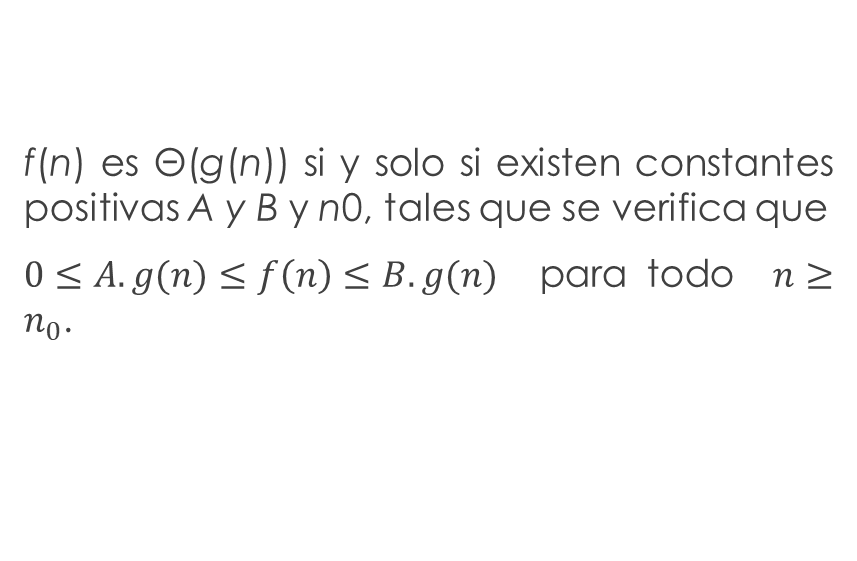 f(n) es Θ(g(n)) si y solo si existen constantes
positivas A y B y n0, tales que se verifica que
0 ≤ A. g(n) ≤ f(n) ≤ B. g(n) para todo n ≥
n₀.